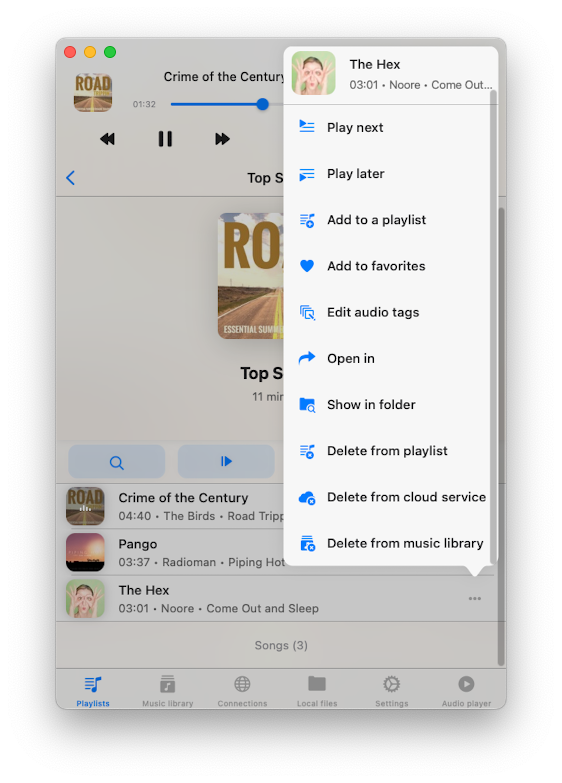 The Hex
03:01 • Noore • Come Out...
ROAD
Crime of the Century
01:32
Play next
Play later
Top S
Add to a playlist
ROA
Add to favorites
Edit audio tags
ESSENTIAL SUMM
Open in
Top S
11 min
Show in folder
Delete from playlist
Delete from cloud service
Delete from music library
ROAD
Crime of the Century
04:40 • The Birds • Road Tripp
Pango
03:37 • Radioman • Piping Hot
The Hex
03:01 • Noore • Come Out and Sleep
Songs (3)
Playlists
Music library
Connections
Local files
Settings
Audio player